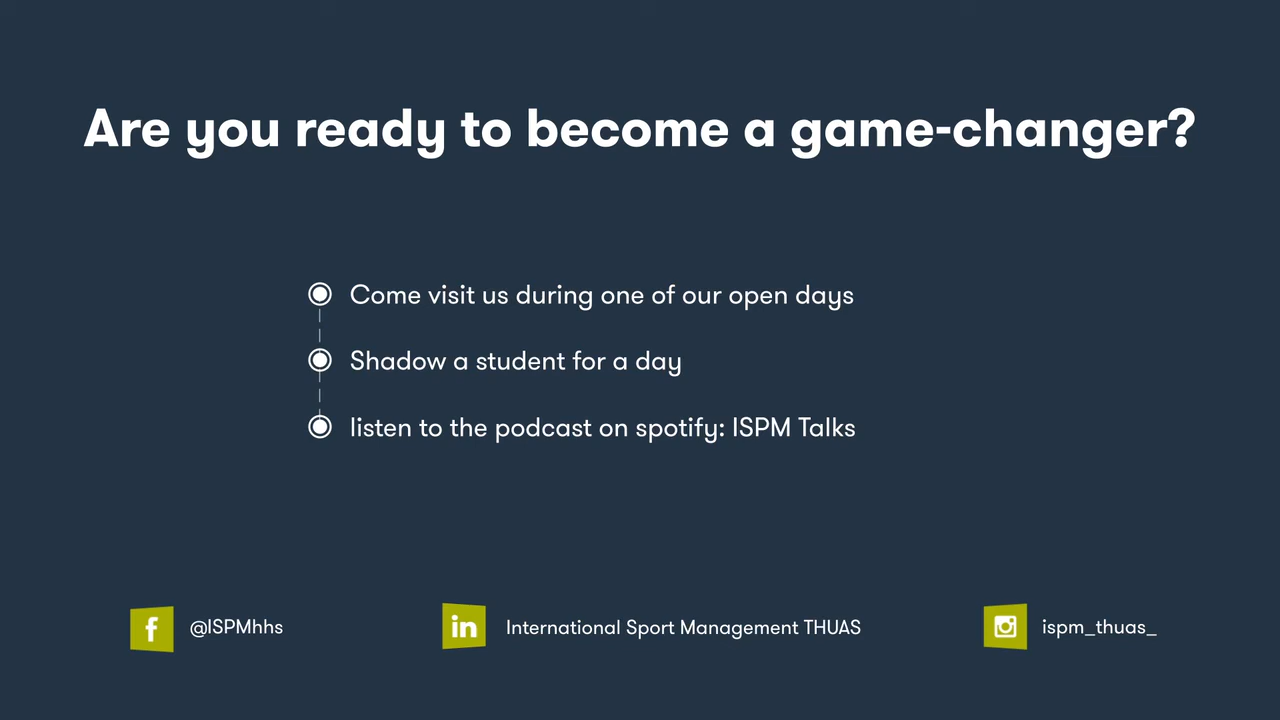 Are you ready to become a game-changer?
Come visit us during one of our open days
Shadow a student for a day
listen to the podcast on spotify: ISPM Talks
@ISPMhhs
International Sport Management THUAS
ispm_thuas_